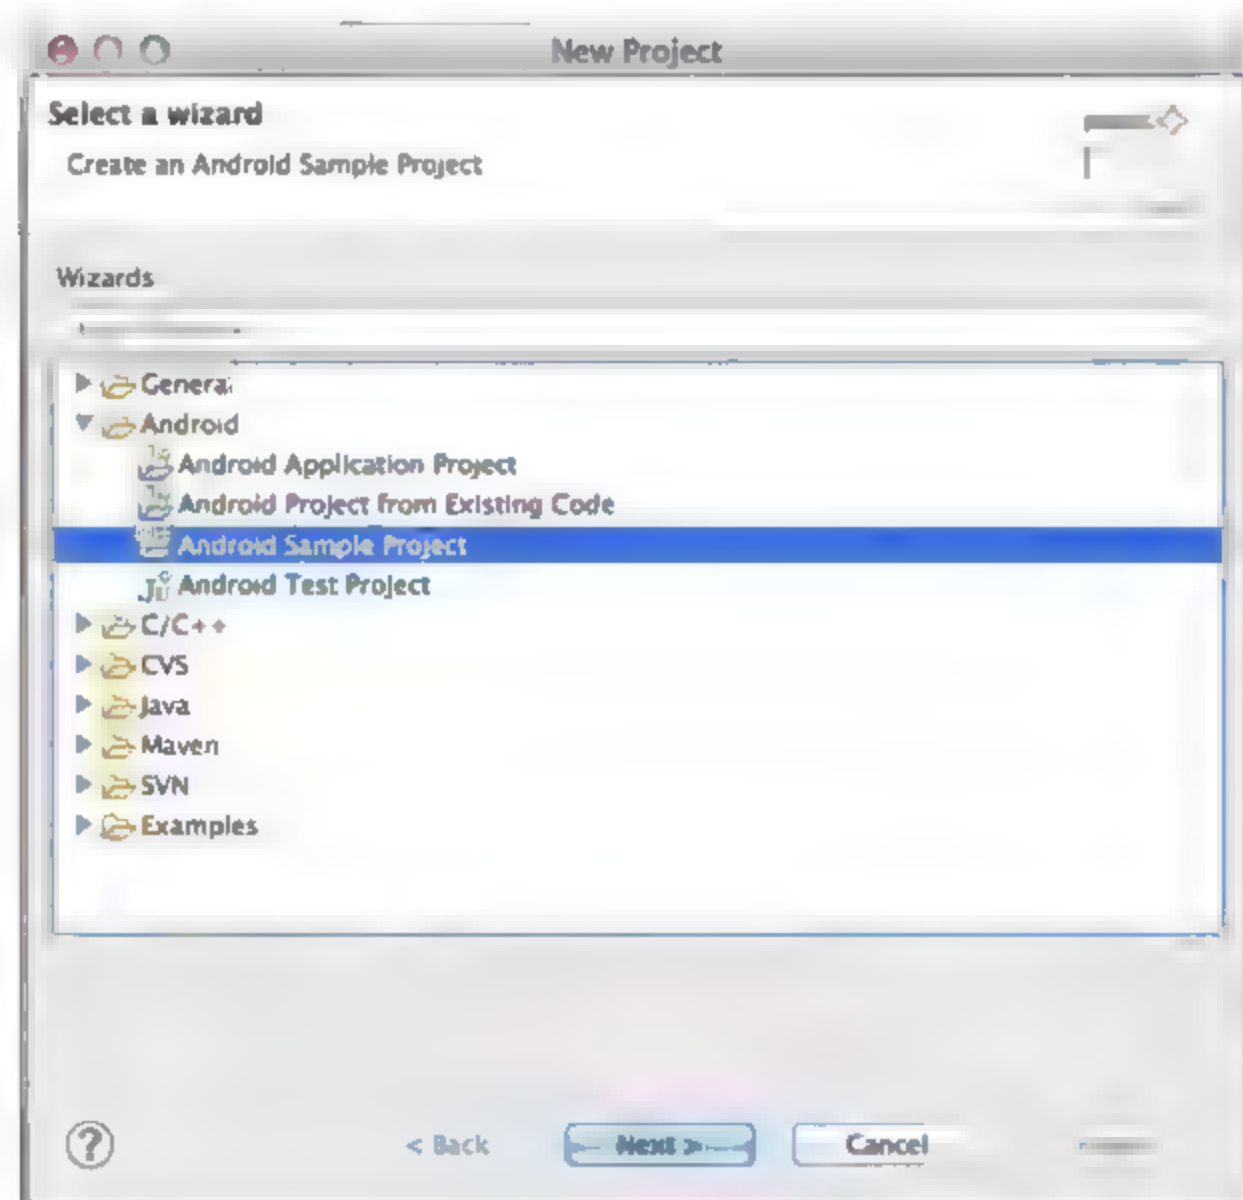 New Project
Select a wizard
Create an Android Sample Project
Wizards
General
Android
Android Application Project
Android Project from Existing Code
Android Sample Project
Android Test Project
C/C++
CVS
Java
Maven
SVN
Examples
?
< Back
Next >
Cancel